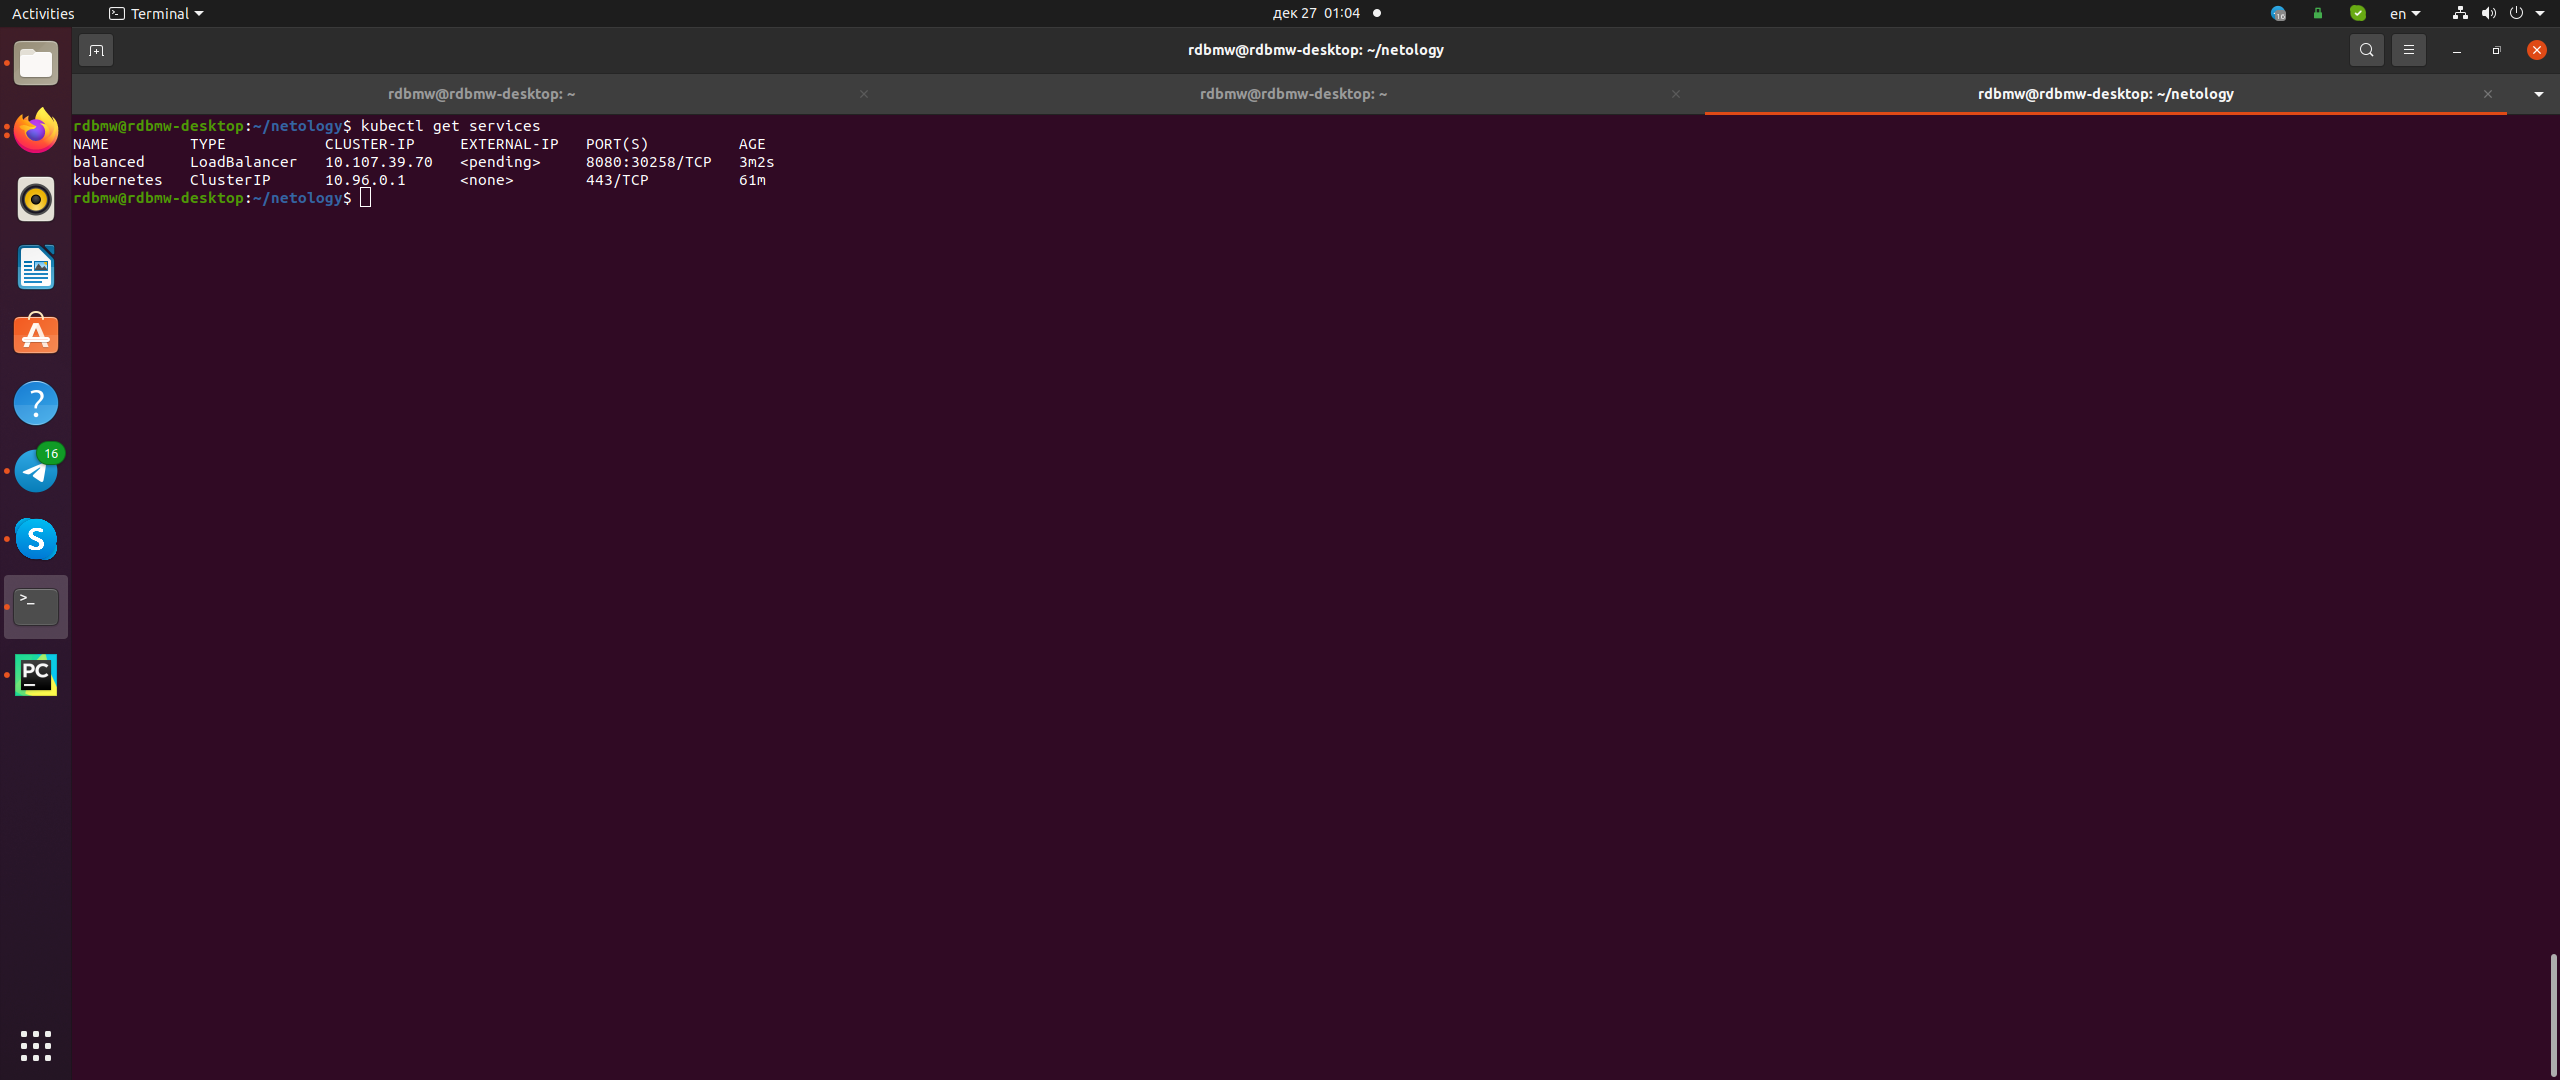 Activities Terminal дек 27 01:04 en
rdbmw@rdbmw-desktop: ~/netology
rdbmw@rdbmw-desktop: ~ rdbmw@rdbmw-desktop: ~ rdbmw@rdbmw-desktop: ~/netology
rdbmw@rdbmw-desktop:~/netology$ kubectl get services
NAME TYPE CLUSTER-IP EXTERNAL-IP PORT(S) AGE
balanced LoadBalancer 10.107.39.70 <pending> 8080:30258/TCP 3m2s
kubernetes ClusterIP 10.96.0.1 <none> 443/TCP 61m
rdbmw@rdbmw-desktop:~/netology$
16
S
>_
PC